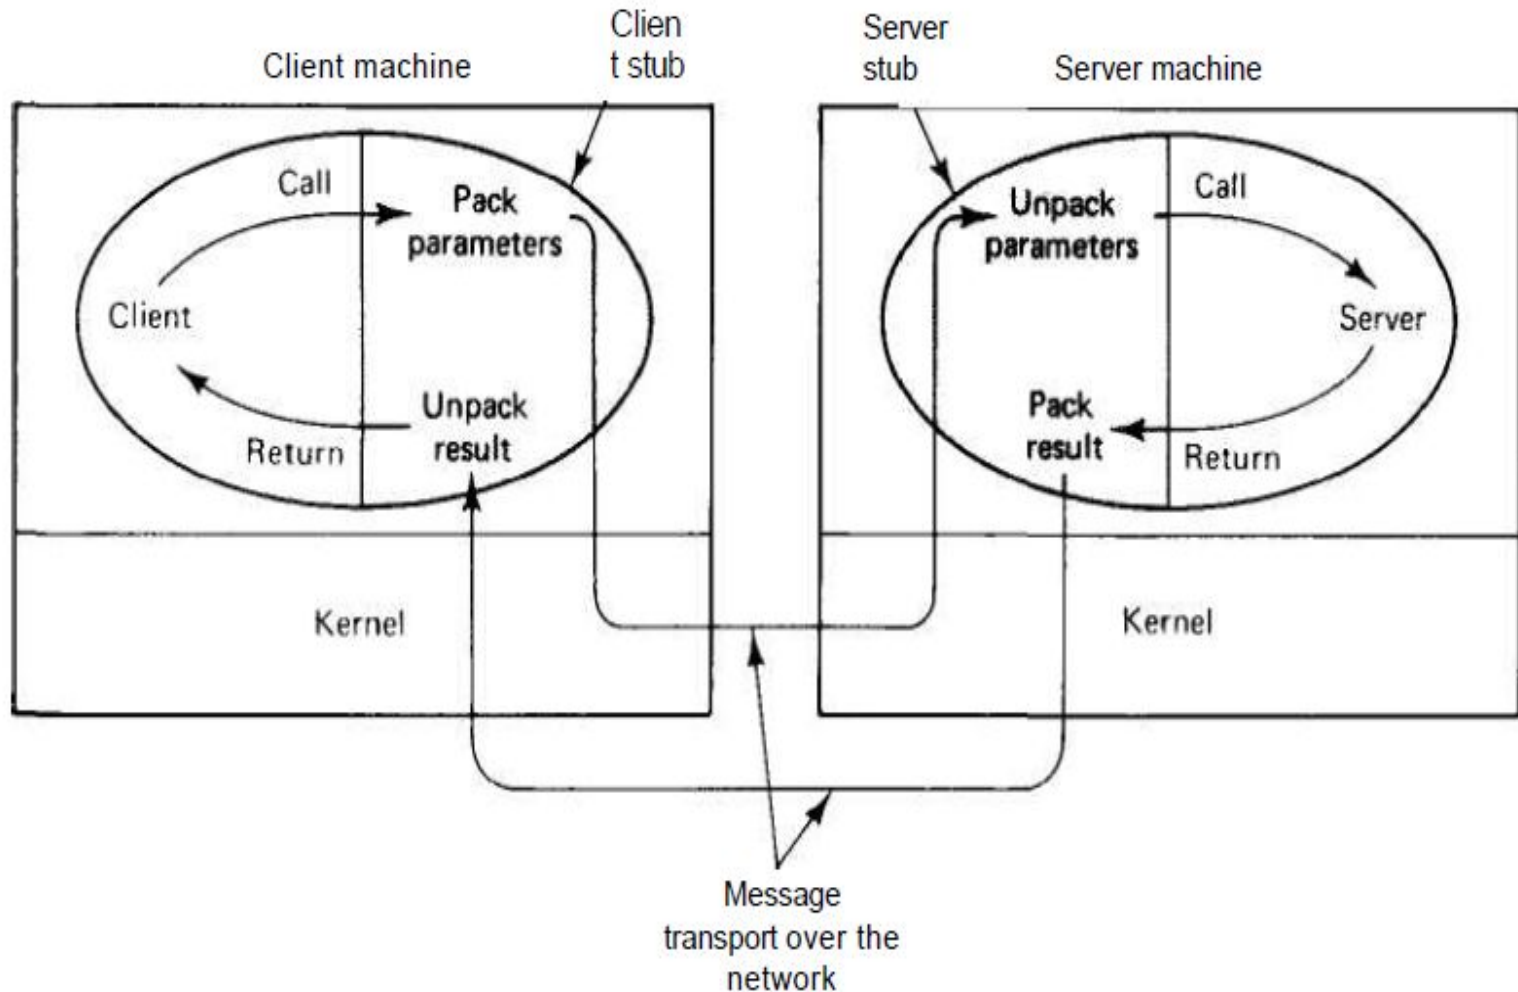 Clien
t stub
Server
stub
Client machine
Server machine
Call
Pack
parameters
Client
Unpack
result
Return
Kernel
Unpack
parameters
Call
Server
Pack
result
Return
Kernel
Message
transport over the
network